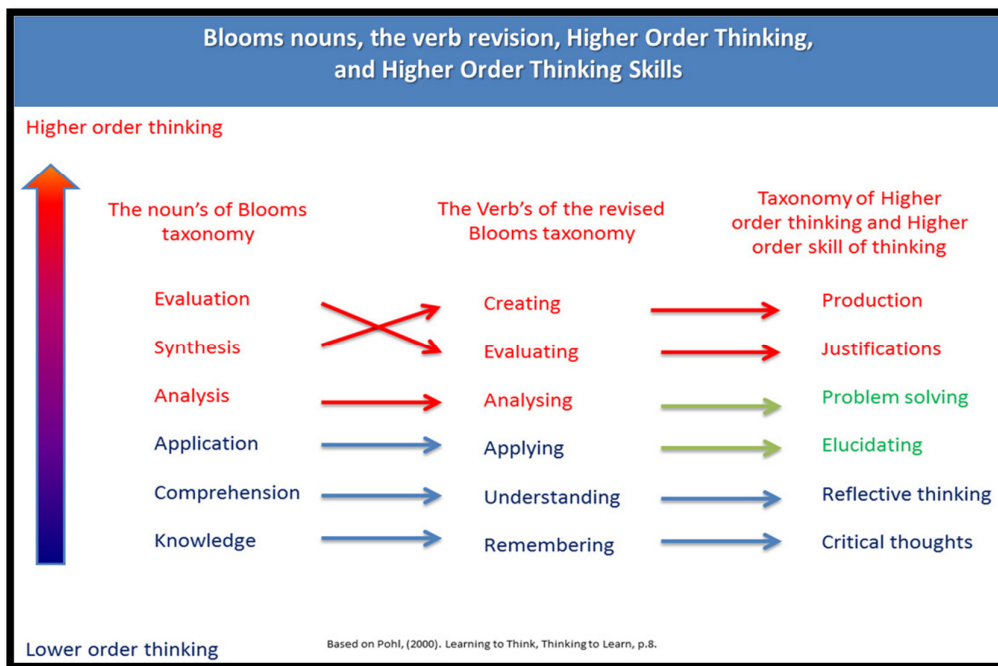 Blooms nouns, the verb revision, Higher Order Thinking,
and Higher Order Thinking Skills
Higher order thinking
The noun's of Blooms
taxonomy
The Verb's of the revised
Blooms taxonomy
Taxonomy of Higher
order thinking and Higher
order skill of thinking
Evaluation
Creating
Production
Synthesis
Evaluating
Justifications
Analysis
Analysing
Problem solving
Application
Applying
Elucidating
Comprehension
Understanding
Reflective thinking
Knowledge
Remembering
Critical thoughts
Lower order thinking
Based on Pohl, (2000). Learning to Think, Thinking to Learn, p.8.